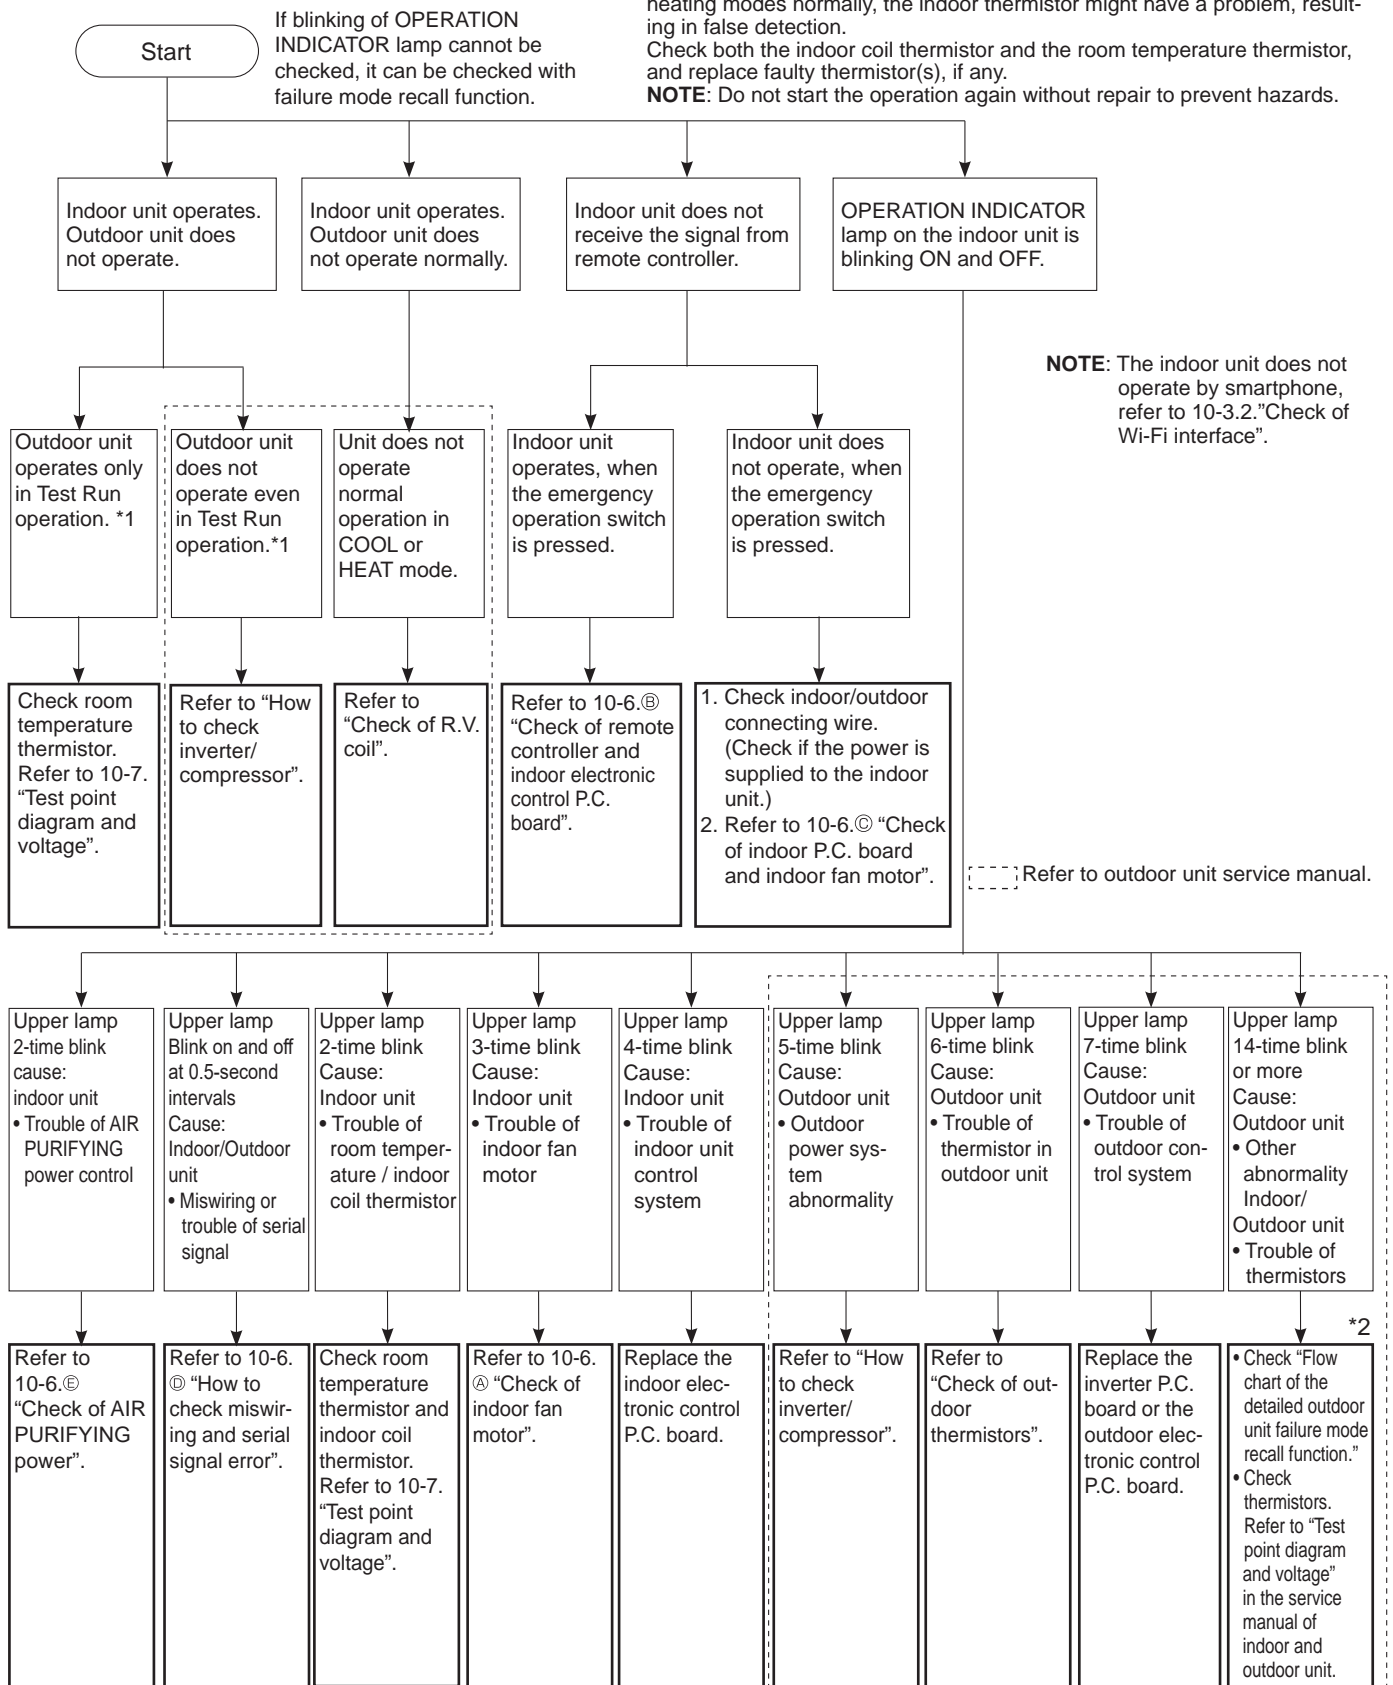 heating modes normally, the indoor thermistor might have a problem, result-
ing in false detection.
Check both the indoor coil thermistor and the room temperature thermistor,
and replace faulty thermistor(s), if any.
NOTE: Do not start the operation again without repair to prevent hazards.
Start
If blinking of OPERATION
INDICATOR lamp cannot be
checked, it can be checked with
failure mode recall function.
Indoor unit operates.
Outdoor unit does
not operate.
Indoor unit operates.
Outdoor unit does
not operate normally.
Indoor unit does not
receive the signal from
remote controller.
OPERATION INDICATOR
lamp on the indoor unit is
blinking ON and OFF.
NOTE: The indoor unit does not
operate by smartphone,
refer to 10-3.2."Check of
Wi-Fi interface".
Outdoor unit
operates only
in Test Run
operation. *1
Outdoor unit
does not
operate even
in Test Run
operation.*1
Unit does not
operate
normal
operation in
COOL or
HEAT mode.
Indoor unit
operates, when
the emergency
operation switch
is pressed.
Indoor unit does
not operate, when
the emergency
operation switch
is pressed.
Check room
temperature
thermistor.
Refer to 10-7.
“Test point
diagram and
voltage”.
Refer to “How
to check
inverter/
compressor”.
Refer to
“Check of R.V.
coil”.
Refer to 10-6.Ⓑ
“Check of remote
controller and
indoor electronic
control P.C.
board”.
1. Check indoor/outdoor
connecting wire.
(Check if the power is
supplied to the indoor
unit.)
2. Refer to 10-6.Ⓒ “Check
of indoor P.C. board
and indoor fan motor”.
Refer to outdoor unit service manual.
Upper lamp
2-time blink
cause:
indoor unit
• Trouble of AIR
PURIFYING
power control
Upper lamp
Blink on and off
at 0.5-second
intervals
Cause:
Indoor/Outdoor
unit
• Miswiring or
trouble of serial
signal
Upper lamp
2-time blink
Cause:
Indoor unit
• Trouble of
room temper-
ature / indoor
coil thermistor
Upper lamp
3-time blink
Cause:
Indoor unit
• Trouble of
indoor fan
motor
Upper lamp
4-time blink
Cause:
Indoor unit
• Trouble of
indoor unit
control
system
Upper lamp
5-time blink
Cause:
Outdoor unit
• Outdoor
power sys-
tem
abnormality
Upper lamp
6-time blink
Cause:
Outdoor unit
• Trouble of
thermistor in
outdoor unit
Upper lamp
7-time blink
Cause:
Outdoor unit
• Trouble of
outdoor con-
trol system
Upper lamp
14-time blink
or more
Cause:
Outdoor unit
• Other
abnormality
Indoor/
Outdoor unit
• Trouble of
thermistors
*2
Refer to
10-6.Ⓔ
“Check of AIR
PURIFYING
power”.
Refer to 10-6.
Ⓓ “How to
check miswir-
ing and serial
signal error”.
Check room
temperature
thermistor and
indoor coil
thermistor.
Refer to 10-7.
“Test point
diagram and
voltage”.
Refer to 10-6.
Ⓐ “Check of
indoor fan
motor”.
Replace the
indoor elec-
tronic control
P.C. board.
Refer to “How
to check
inverter/
compressor”.
Refer to
“Check of out-
door
thermistors”.
Replace the
inverter P.C.
board or the
outdoor elec-
tronic control
P.C. board.
• Check “Flow
chart of the
detailed outdoor
unit failure mode
recall function.”
• Check
thermistors.
Refer to “Test
point diagram
and voltage”
in the service
manual of
indoor and
outdoor unit.